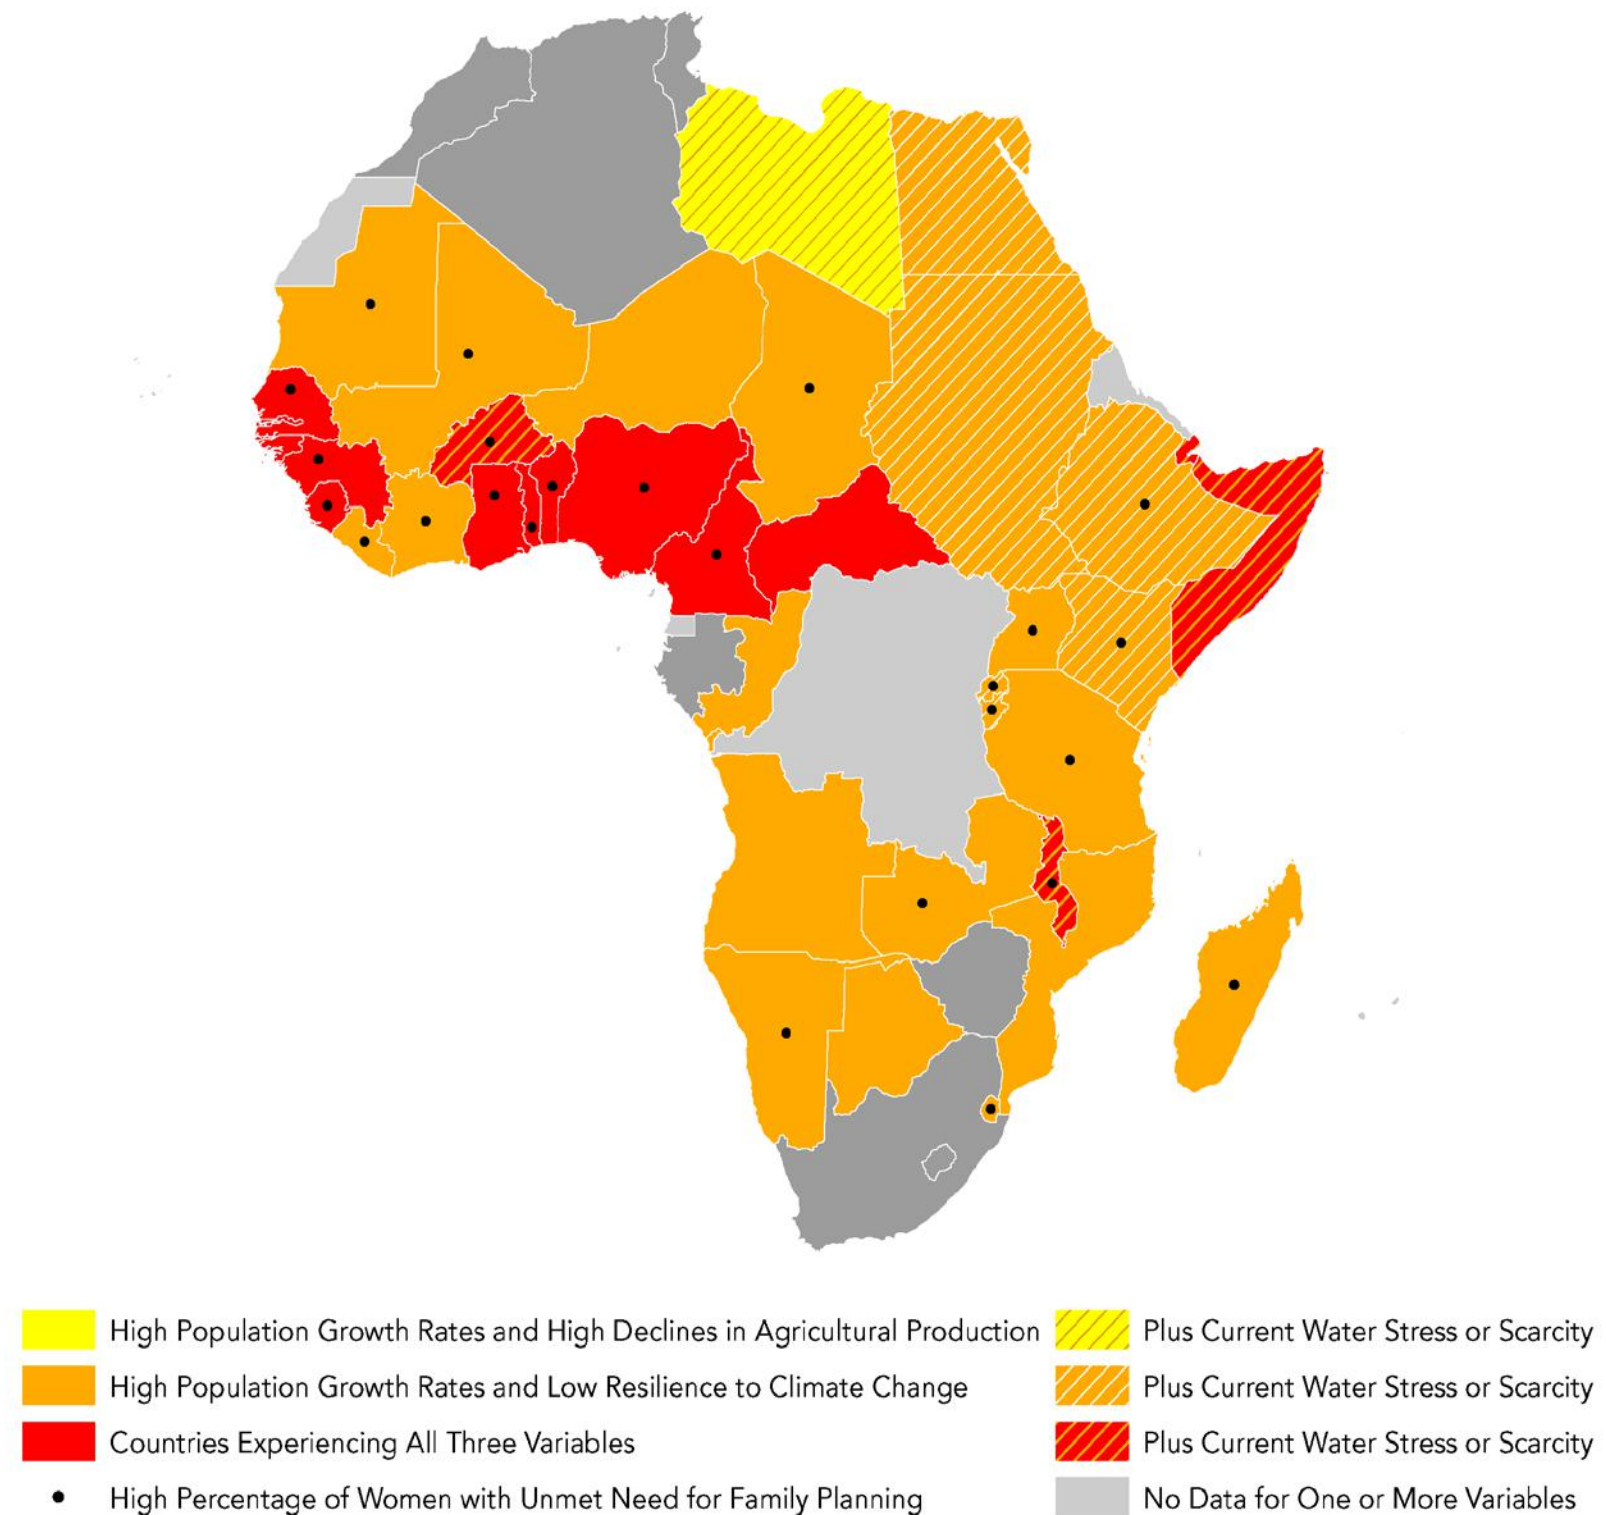 High Population Growth Rates and High Declines in Agricultural Production
Plus Current Water Stress or Scarcity
High Population Growth Rates and Low Resilience to Climate Change
Plus Current Water Stress or Scarcity
Countries Experiencing All Three Variables
Plus Current Water Stress or Scarcity
High Percentage of Women with Unmet Need for Family Planning
No Data for One or More Variables